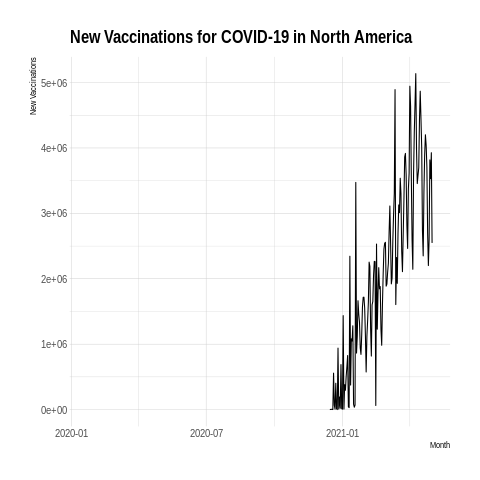 New Vaccinations for COVID-19 in North America
New Vaccinations
5e+06
4e+06
3e+06
2e+06
1e+06
0e+00
2020-01 2020-07 2021-01
Month